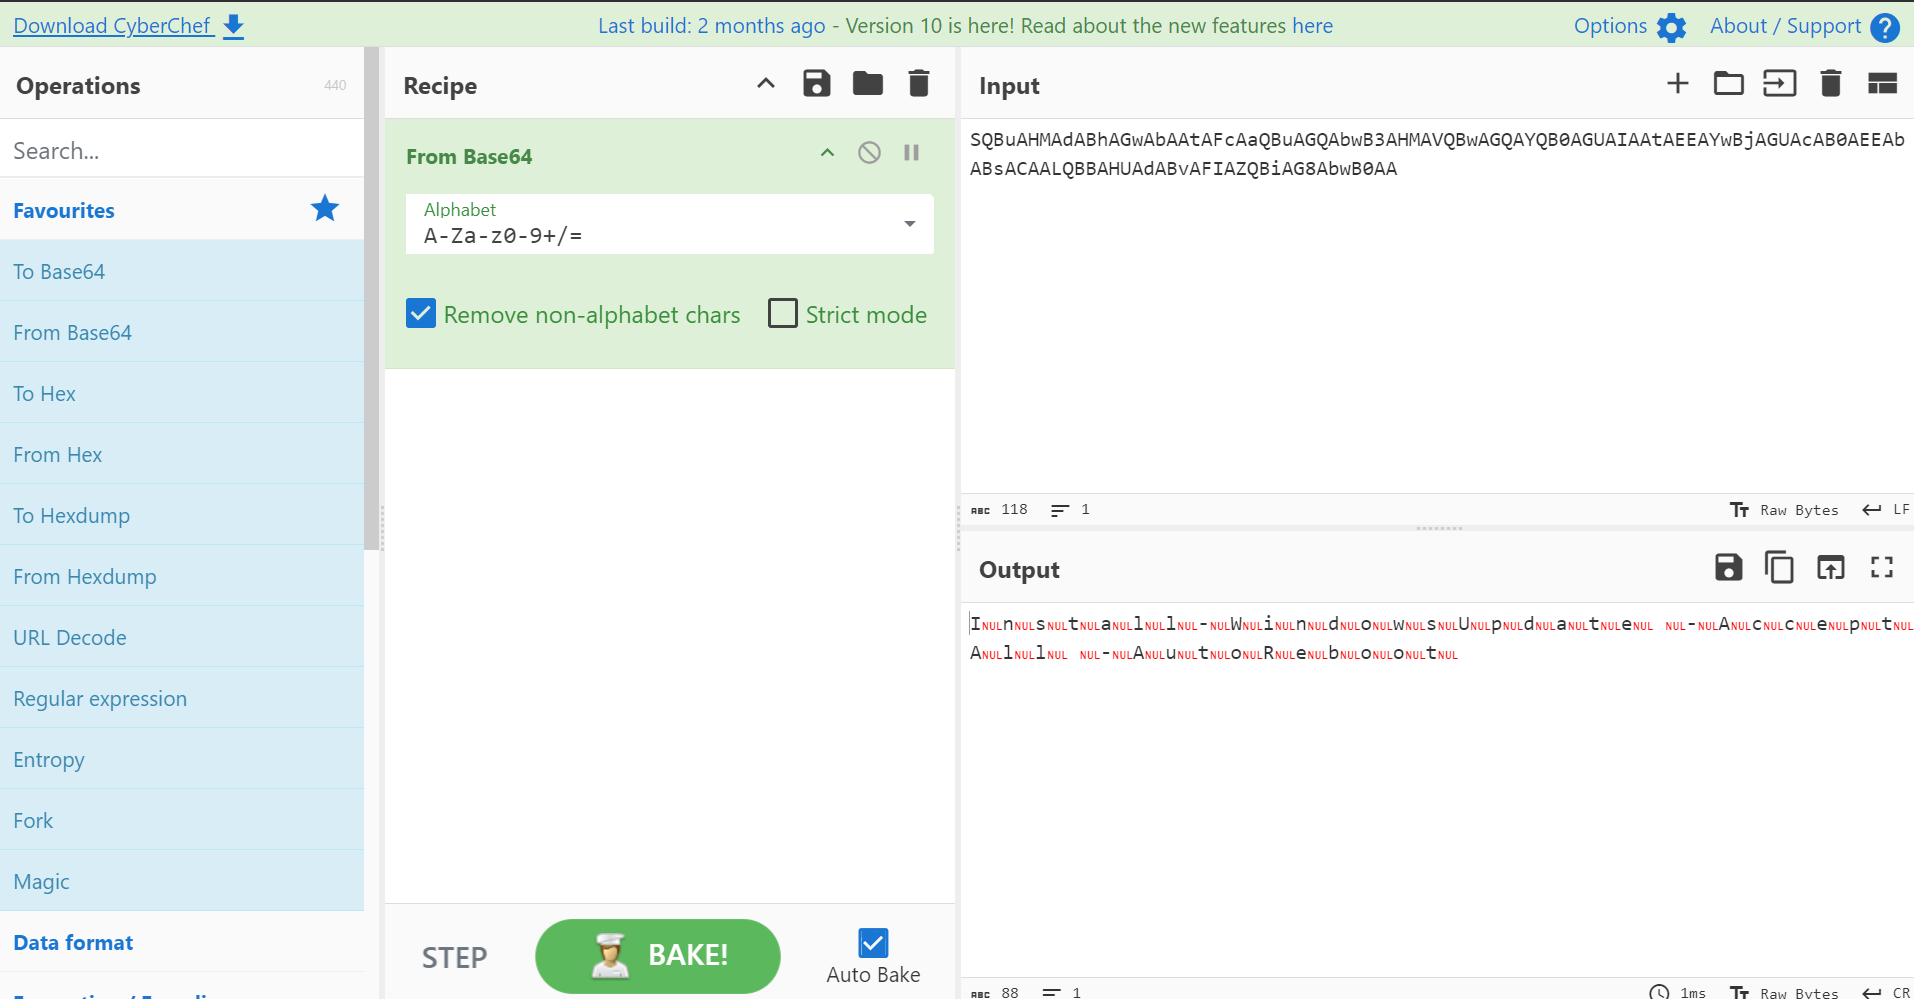 Download CyberChef
Last build: 2 months ago - Version 10 is here! Read about the new features here
Options
About / Support
Operations
440
Search...
Favourites
To Base64
From Base64
To Hex
From Hex
To Hexdump
From Hexdump
URL Decode
Regular expression
Entropy
Fork
Magic
Data format
Recipe
From Base64
Alphabet
A-Za-z0-9+/=
Remove non-alphabet chars
Strict mode
STEP
BAKE!
Auto Bake
Input
SQBuAHMAdABhAGwAbAAtAFcAaQBuAGQAbwB3AHMAVQBwAGQAYQB0AGUAIAAtAEEAYwBjAGUAcAB0AEEAb
ABsACAALQBBAHUAdABvAFIAZQBiAG8AbwB0AA
ABC 118 1
Raw Bytes LF
Output
INULnNULsNULtNULaNULlNULlNUL-NULWNULiNULnNULdNULoNULwNULsNULUNULpNULdNULaNULtNULeNUL NUL-NULANULcNULcNULeNULpNULtNUL
ANULlNULlNUL NUL-NULANULuNULtNULoNULRNULeNULbNULoNULoNULtNUL
ABC 88 1
1ms Raw Bytes CR